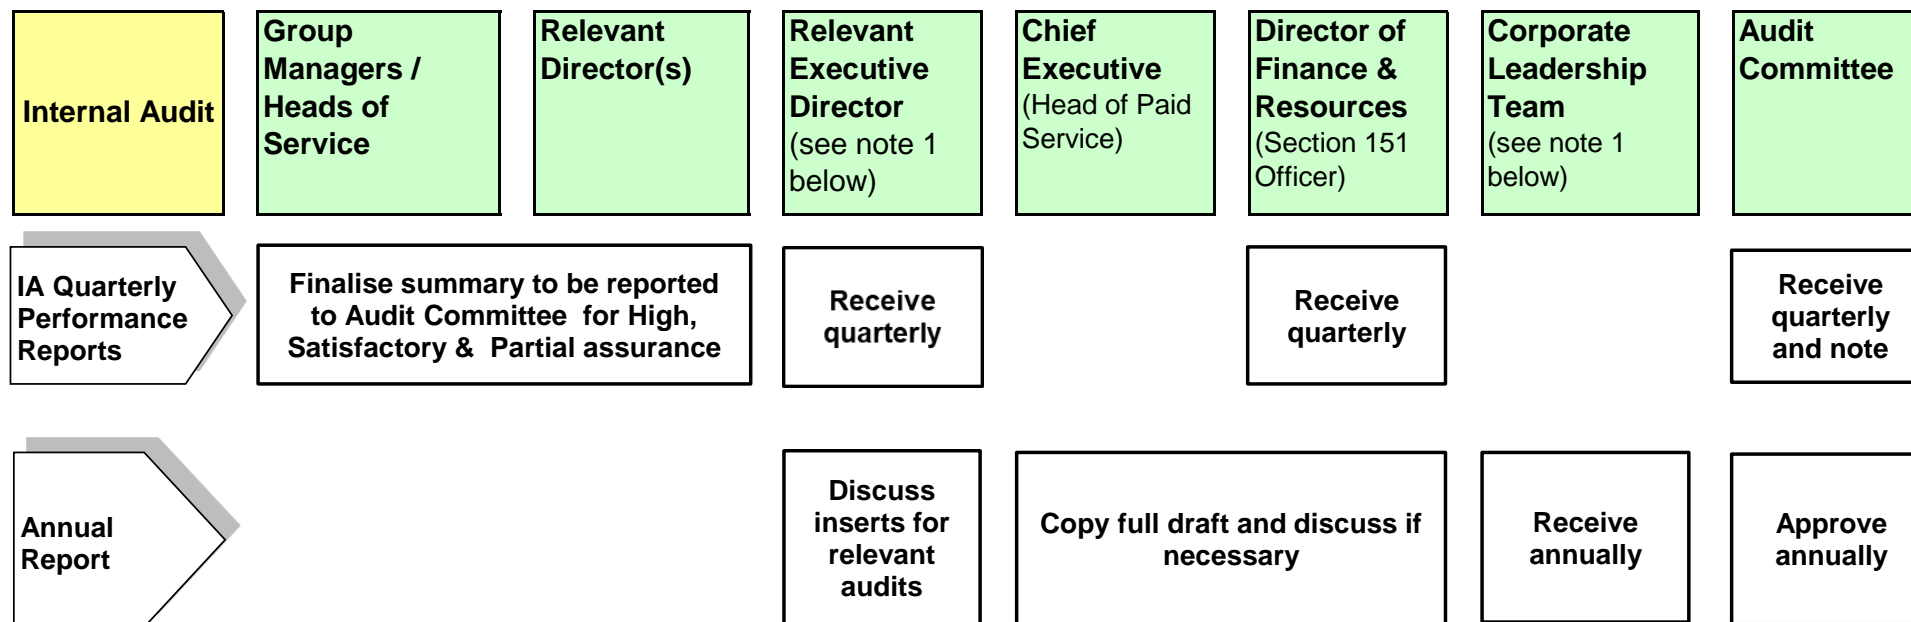 Internal Audit
Group
Managers /
Heads of
Service
Relevant
Director(s)
Relevant
Executive
Director
(see note 1
below)
Chief
Executive
(Head of Paid
Service)
Director of
Finance &
Resources
(Section 151
Officer)
Corporate
Leadership
Team
(see note 1
below)
Audit
Committee
IA Quarterly
Performance
Reports
Finalise summary to be reported
to Audit Committee for High,
Satisfactory & Partial assurance
Receive
quarterly
Receive
quarterly
Receive
quarterly
and note
Annual
Report
Discuss
inserts for
relevant
audits
Copy full draft and discuss if
necessary
Receive
annually
Approve
annually